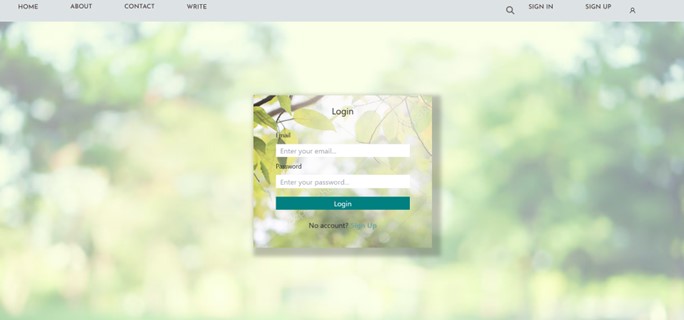 HOME ABOUT CONTACT WRITE SIGN IN SIGN UP
Login
Email
Enter your email...
Password
Enter your password...
Login
No account? Sign Up